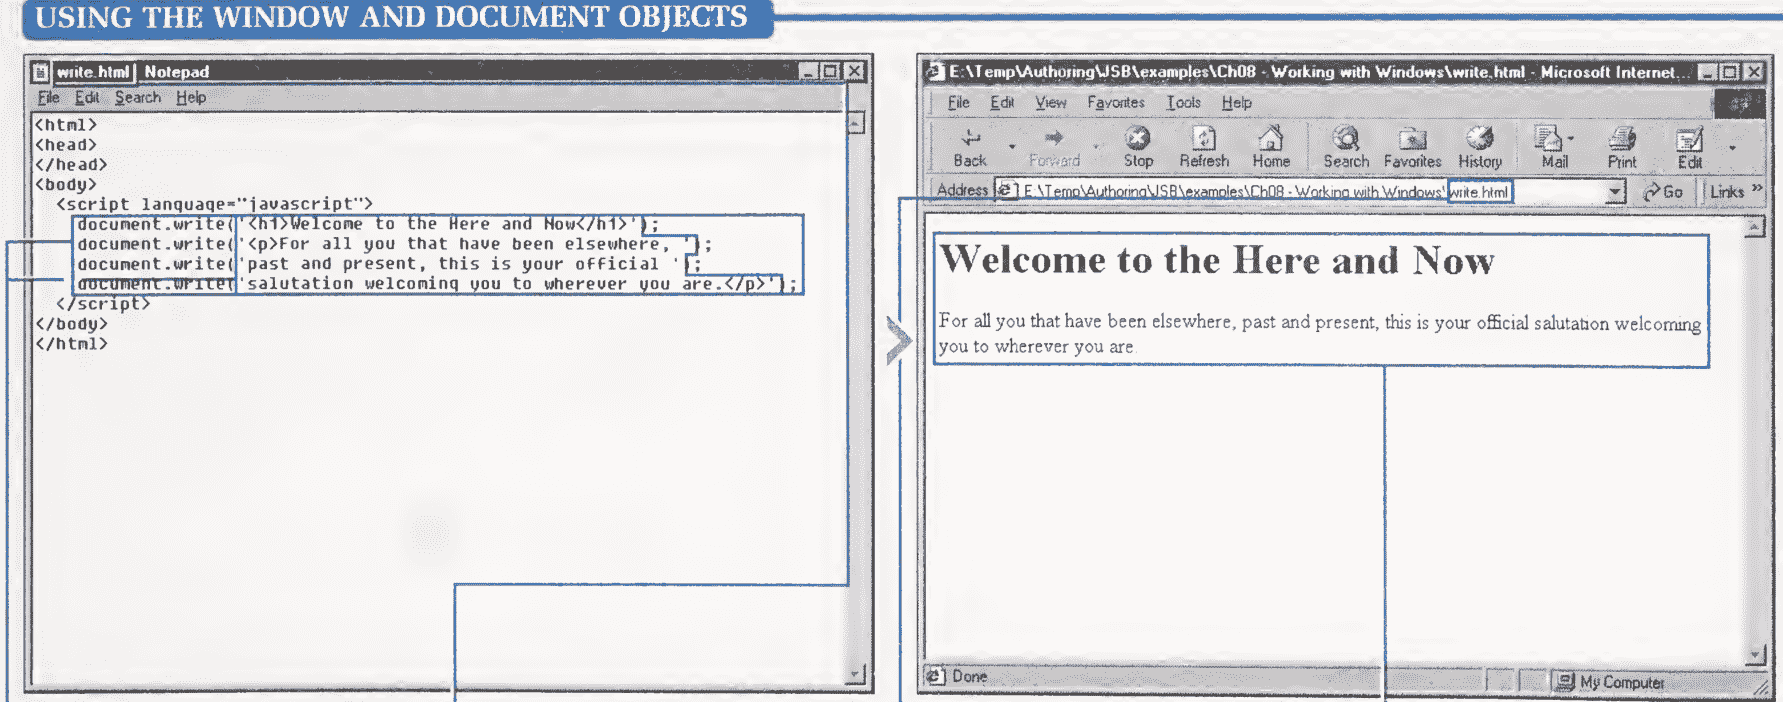 USING THE WINDOW AND DOCUMENT OBJECTS
write.html Notepad
File Edit Search Help
<html>
<head>
</head>
<body>
<script language="javascript">
document.write('<h1>Welcome to the Here and Now</h1>');
document.write('<p>For all you that have been elsewhere, ');
document.write('past and present, this is your official ');
document.write('salutation welcoming you to wherever you are.</p>');
</script>
</body>
</html>
E:\Temp\Authoring\JSB\examples\Ch08 - Working with Windows\write.html - Microsoft Internet...
File Edit View Favorites Tools Help
Back Forward Stop Refresh Home Search Favorites History Mail Print Edit
Address E:\Temp\Authoring\JSB\examples\Ch08 - Working with Windows\write.html Go Links »
Welcome to the Here and Now
For all you that have been elsewhere, past and present, this is your official salutation welcoming
you to wherever you are.
Done
My Computer